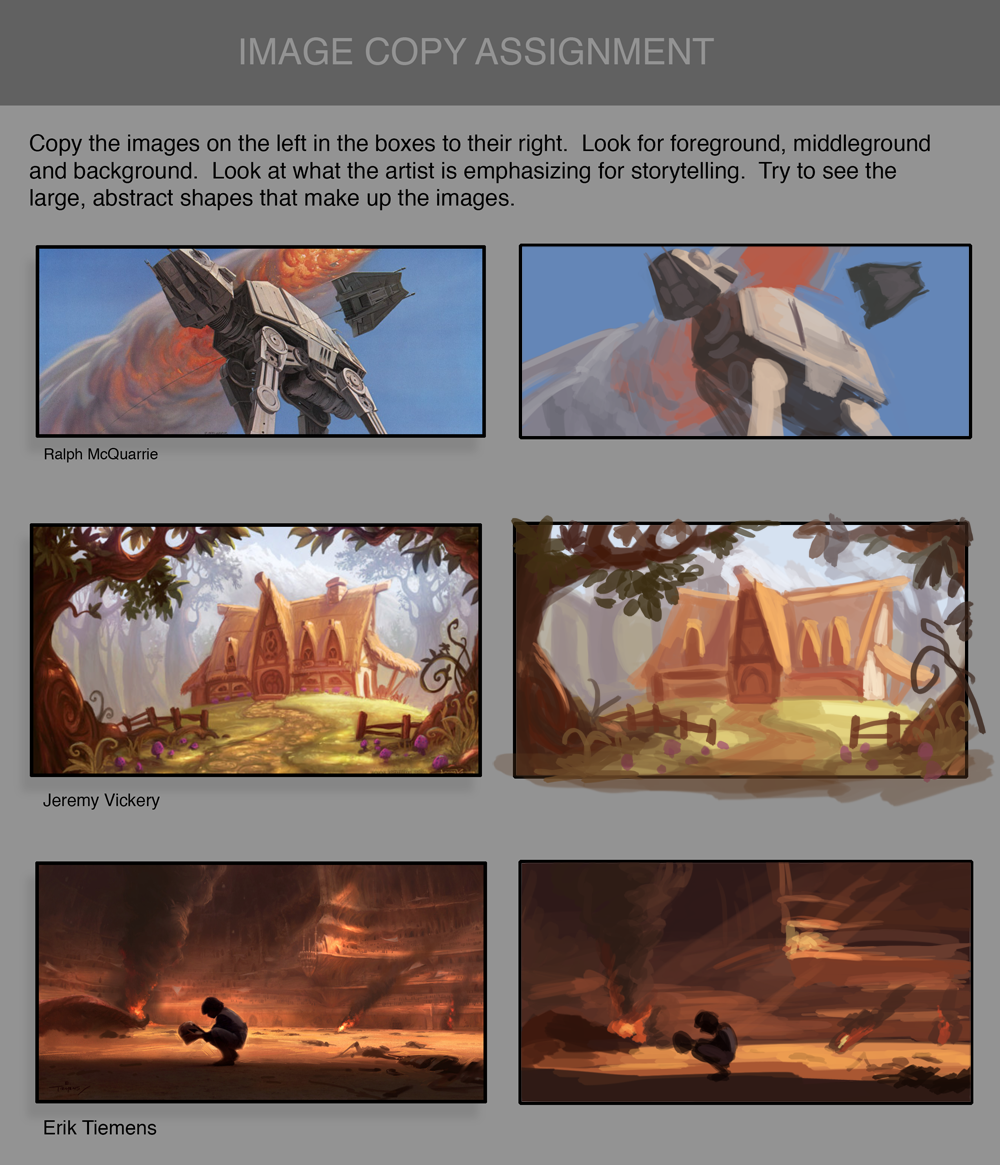 IMAGE COPY ASSIGNMENT
Copy the images on the left in the boxes to their right.  Look for foreground, middleground
and background.  Look at what the artist is emphasizing for storytelling.  Try to see the
large, abstract shapes that make up the images.
Ralph McQuarrie
Jeremy Vickery
Erik Tiemens